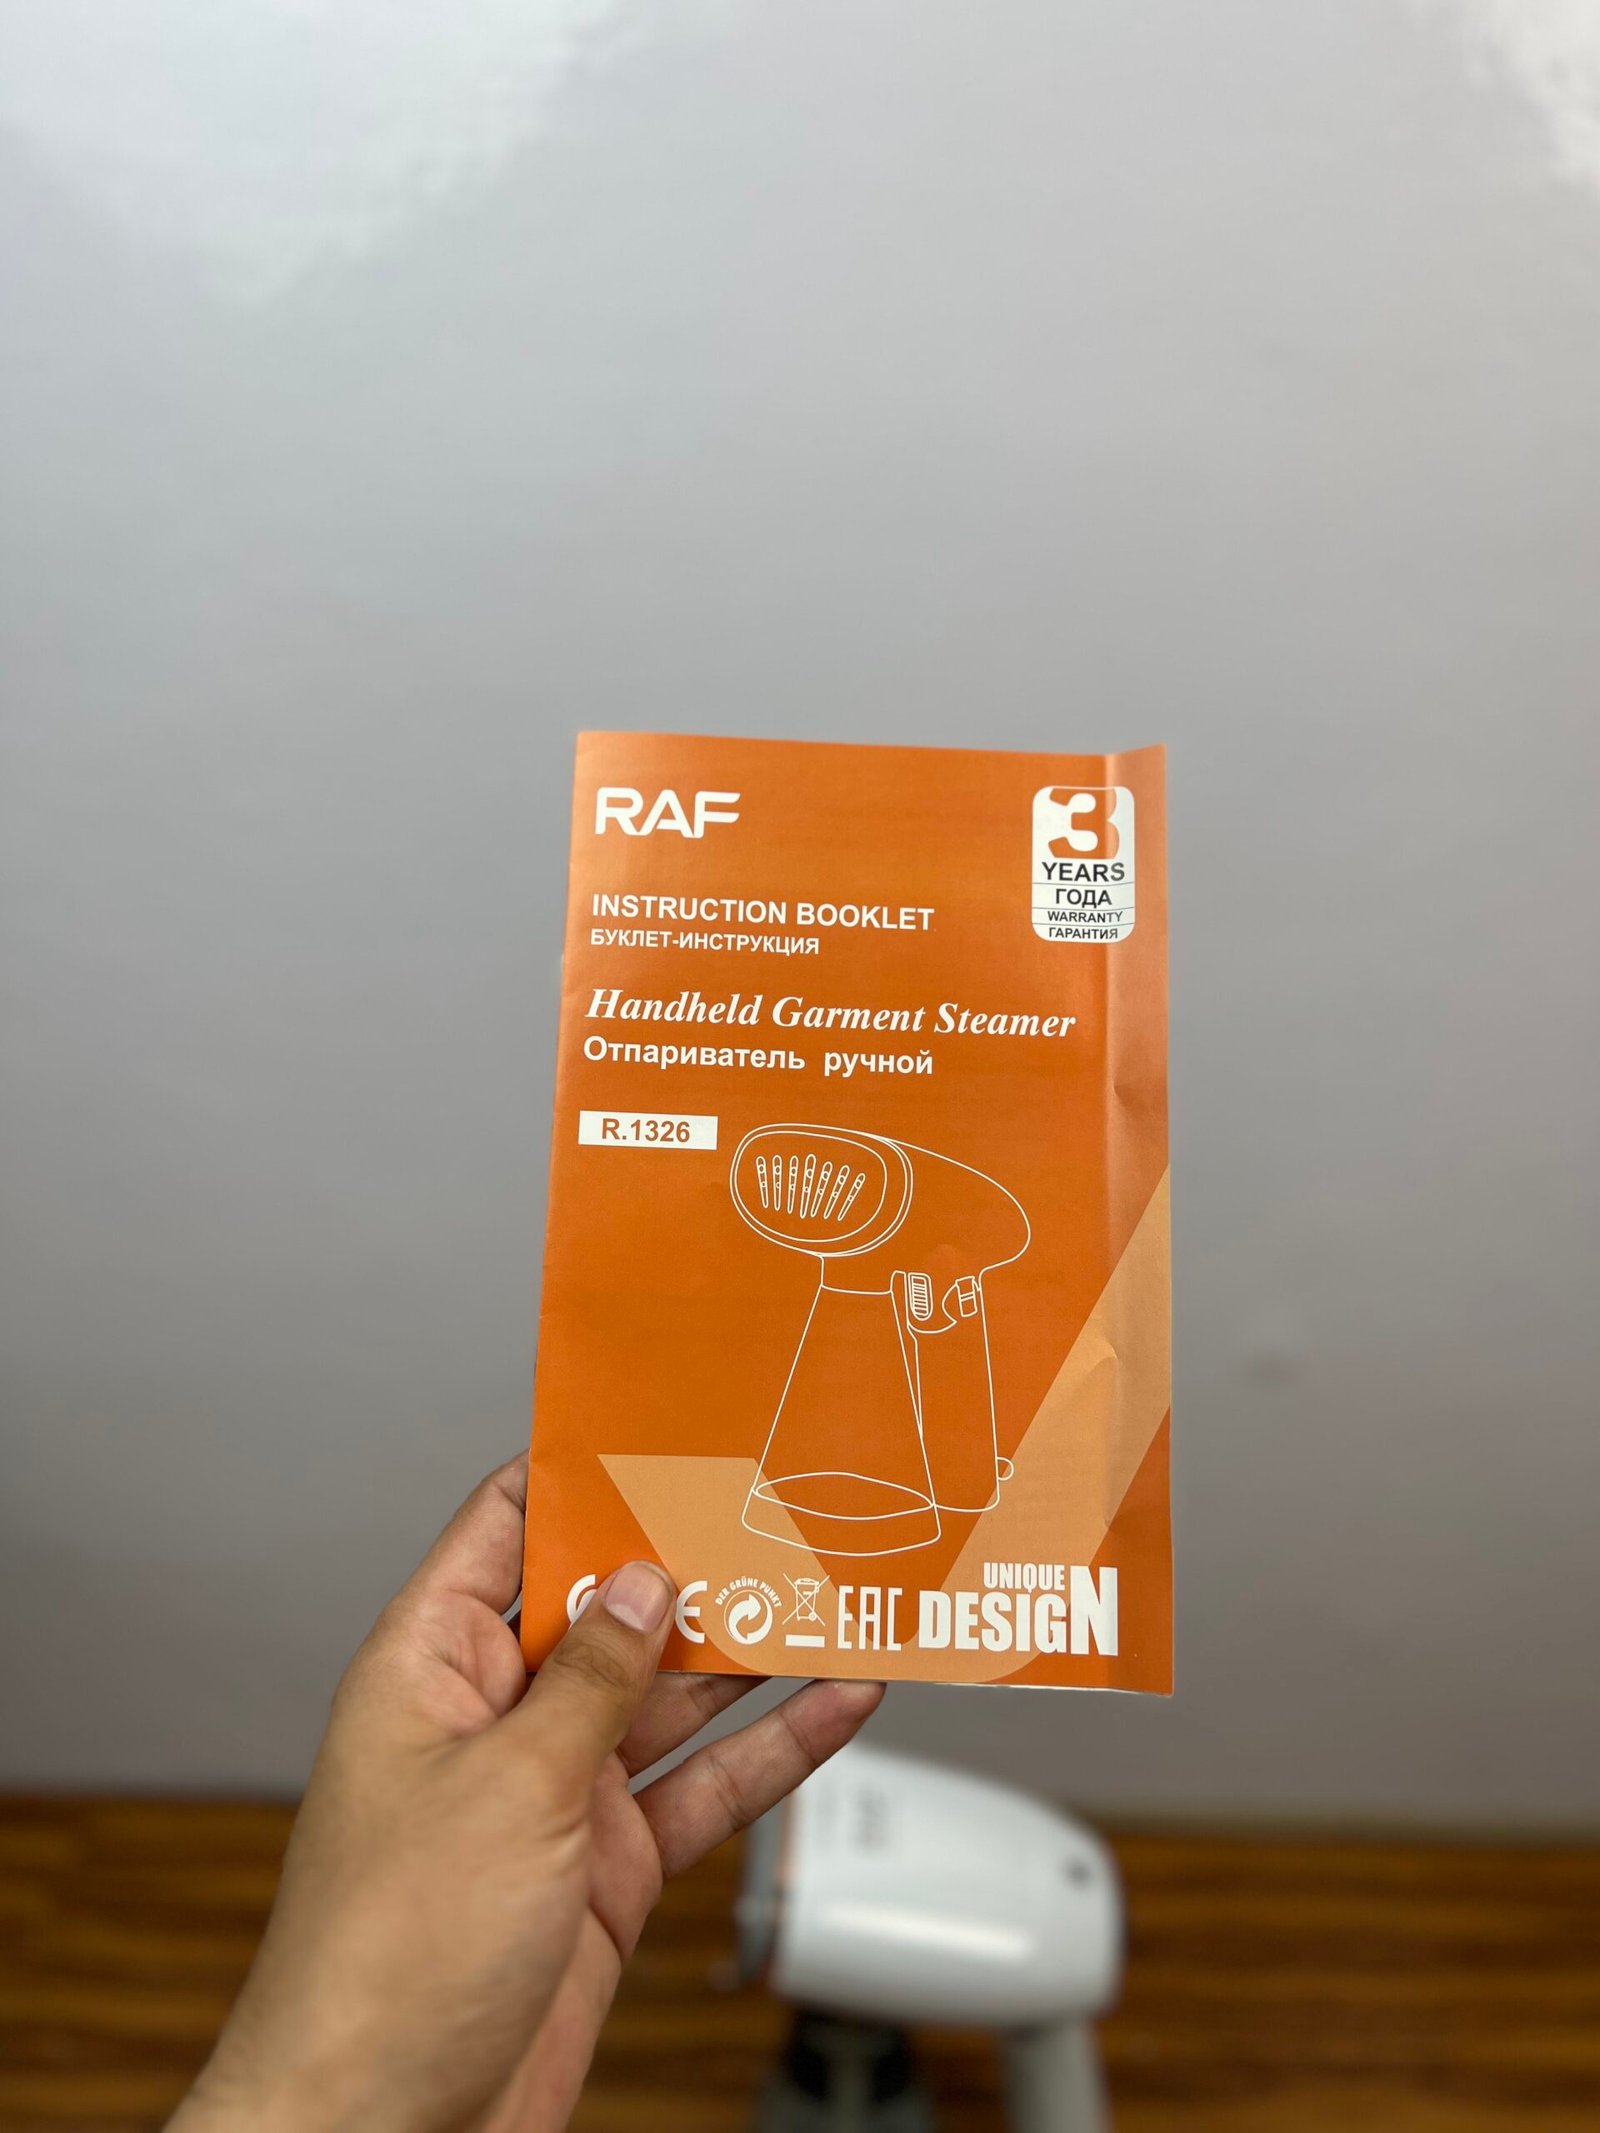 RAF
3
YEARS
ГОДА
WARRANTY
ГАРАНТИЯ
INSTRUCTION BOOKLET
БУКЛЕТ-ИНСТРУКЦИЯ
Handheld Garment Steamer
Отпариватель ручной
R.1326
DER GRÜNE PUNKT
EAC
UNIQUE
DESIGN